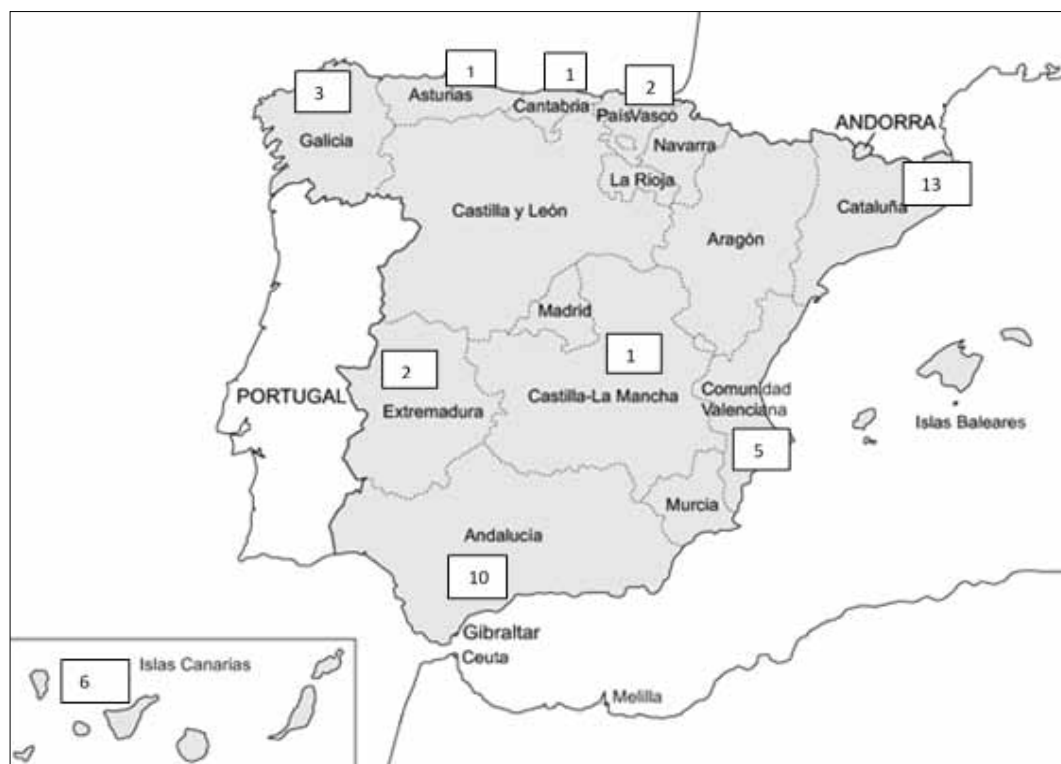 1
1
2
3
Asturias
Cantabria
PaísVasco
ANDORRA
Galicia
Navarra
La Rioja
13
Cataluña
Castilla y León
Aragón
Madrid
1
2
PORTUGAL
Extremadura
Castilla-La Mancha
Comunidad
Valenciana
Islas Baleares
5
Murcia
Andalucía
10
Gibraltar
Ceuta
Melilla
Islas Canarias
6